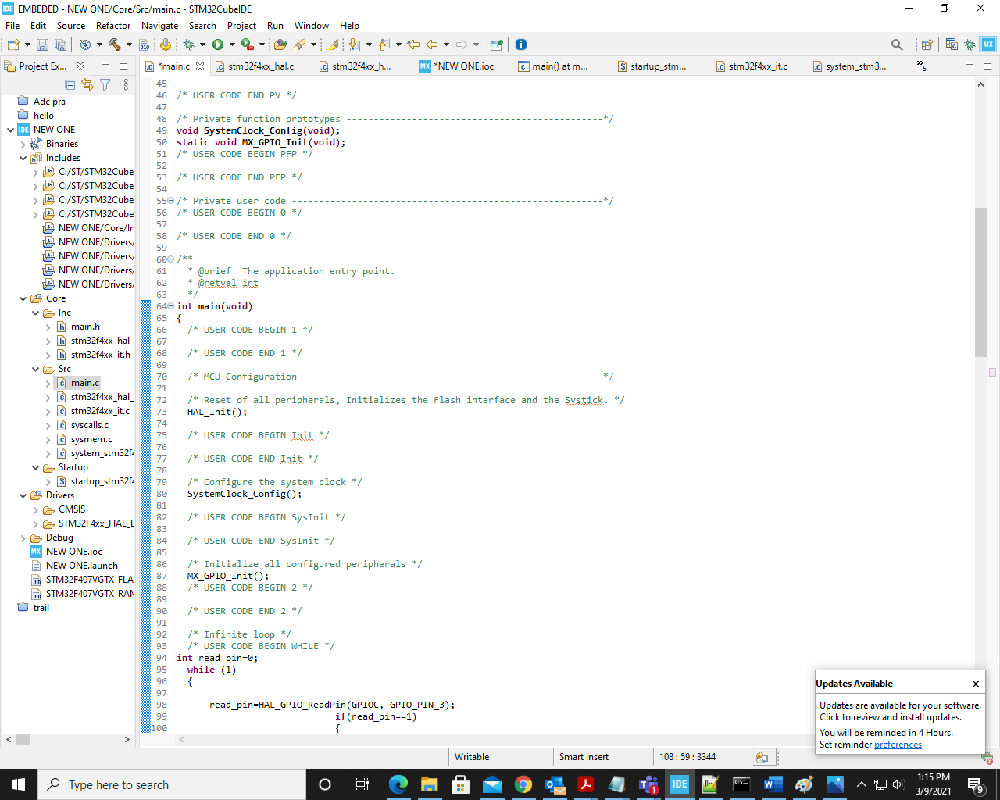 EMBEDED - NEW ONE/Core/Src/main.c - STM32CubeIDE
File Edit Source Refactor Navigate Search Project Run Window Help
Project Ex...
*main.c
stm32f4xx_hal.c
stm32f4xx_h...
*NEW ONE.ioc
main() at m...
startup_stm...
stm32f4xx_it.c
system_stm3...
»5
Adc pra
hello
NEW ONE
Binaries
Includes
C:/ST/STM32Cube
C:/ST/STM32Cube
C:/ST/STM32Cube
C:/ST/STM32Cube
NEW ONE/Core/In
NEW ONE/Drivers/
NEW ONE/Drivers/
NEW ONE/Drivers/
NEW ONE/Drivers/
Core
Inc
main.h
stm32f4xx_hal_
stm32f4xx_it.h
Src
main.c
stm32f4xx_hal_
stm32f4xx_it.c
syscalls.c
sysmem.c
system_stm32f4
Startup
startup_stm32f4
Drivers
CMSIS
STM32F4xx_HAL_D
Debug
NEW ONE.ioc
NEW ONE.launch
STM32F407VGTX_FLA
STM32F407VGTX_RAM
trail
45
46 /* USER CODE END PV */
47
48 /* Private function prototypes -----------------------------------------------*/
49 void SystemClock_Config(void);
50 static void MX_GPIO_Init(void);
51 /* USER CODE BEGIN PFP */
52
53 /* USER CODE END PFP */
54
55 /* Private user code ---------------------------------------------------------*/
56 /* USER CODE BEGIN 0 */
57
58 /* USER CODE END 0 */
59
60 /**
61 * @brief The application entry point.
62 * @retval int
63 */
64 int main(void)
65 {
66 /* USER CODE BEGIN 1 */
67
68 /* USER CODE END 1 */
69
70 /* MCU Configuration--------------------------------------------------------*/
71
72 /* Reset of all peripherals, Initializes the Flash interface and the Systick. */
73 HAL_Init();
74
75 /* USER CODE BEGIN Init */
76
77 /* USER CODE END Init */
78
79 /* Configure the system clock */
80 SystemClock_Config();
81
82 /* USER CODE BEGIN SysInit */
83
84 /* USER CODE END SysInit */
85
86 /* Initialize all configured peripherals */
87 MX_GPIO_Init();
88 /* USER CODE BEGIN 2 */
89
90 /* USER CODE END 2 */
91
92 /* Infinite loop */
93 /* USER CODE BEGIN WHILE */
94 int read_pin=0;
95 while (1)
96 {
97
98 read_pin=HAL_GPIO_ReadPin(GPIOC, GPIO_PIN_3);
99 if(read_pin==1)
100 {
Updates Available
Updates are available for your software.
Click to review and install updates.
You will be reminded in 4 Hours.
Set reminder preferences
Writable
Smart Insert
108 : 59 : 3344
Type here to search
1:15 PM
3/9/2021